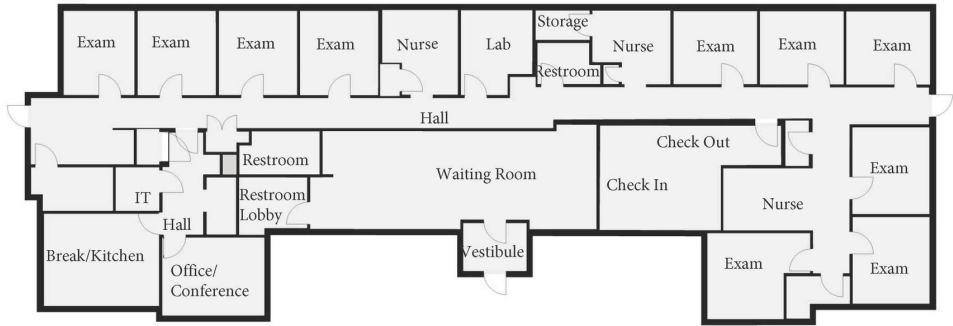 Exam
Exam
Exam
Exam
Nurse
Lab
Storage
Restroom
Nurse
Exam
Exam
Exam
Hall
Restroom
Restroom
Lobby
Waiting Room
Check Out
Check In
Nurse
Exam
Exam
Exam
IT
Hall
Break/Kitchen
Office/
Conference
Vestibule